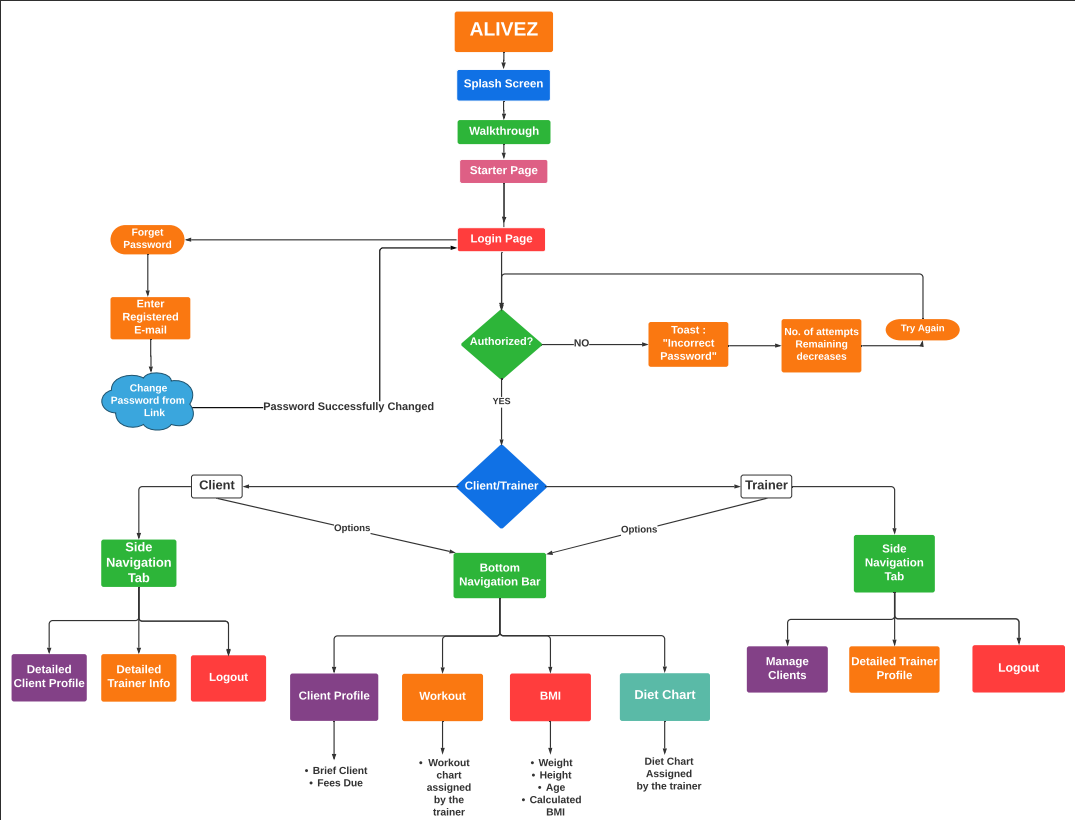 ALIVEZ
Splash Screen
Walkthrough
Starter Page
Login Page
Forget
Password
Enter
Registered
E-mail
Change
Password from
Link
Password Successfully Changed
Authorized?
NO
Toast :
"Incorrect
Password"
No. of attempts
Remaining
decreases
Try Again
YES
Client/Trainer
Client
Trainer
Options
Options
Side
Navigation
Tab
Bottom
Navigation Bar
Side
Navigation
Tab
Detailed
Client Profile
Detailed
Trainer Info
Logout
Client Profile
Workout
BMI
Diet Chart
Manage
Clients
Detailed Trainer
Profile
Logout
• Brief Client
• Fees Due
• Workout
chart
assigned
by the
trainer
• Weight
• Height
• Age
• Calculated
BMI
Diet Chart
Assigned
by the trainer